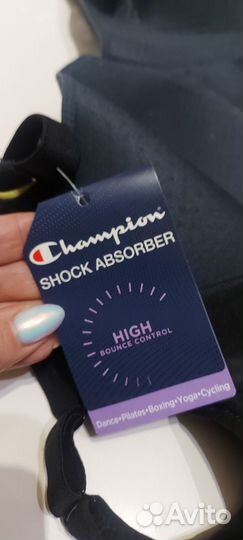 Champion
SHOCK ABSORBER
HIGH
BOUNCE CONTROL
Dance•Pilates•Boxing•Yoga•Cycling
Avito